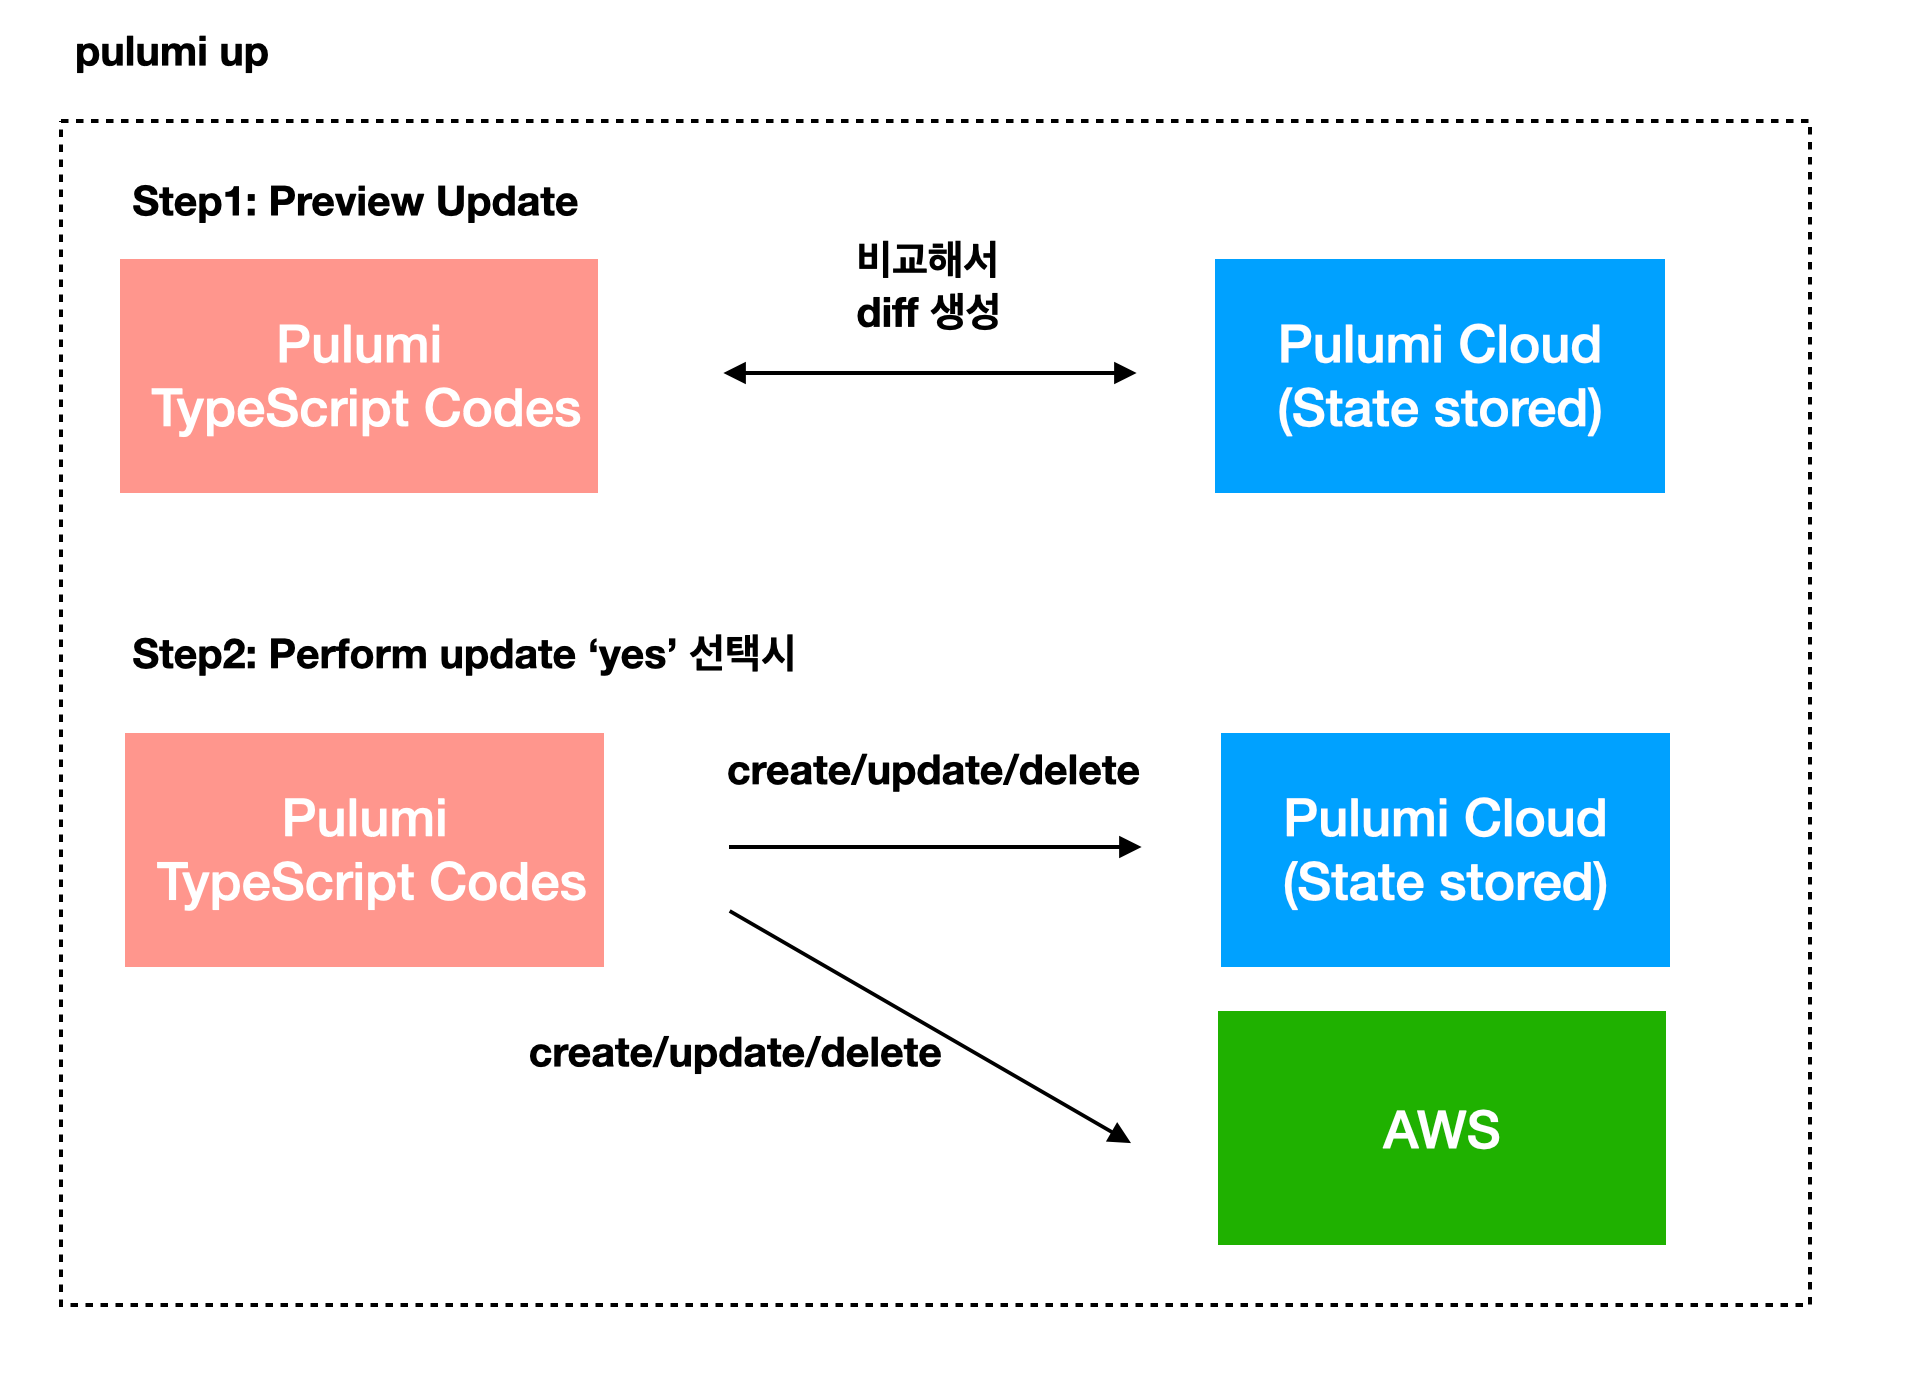 pulumi up
Step1: Preview Update
비교해서
diff 생성
Pulumi
TypeScript Codes
Pulumi Cloud
(State stored)
Step2: Perform update ‘yes’ 선택시
Pulumi
TypeScript Codes
create/update/delete
Pulumi Cloud
(State stored)
create/update/delete
AWS